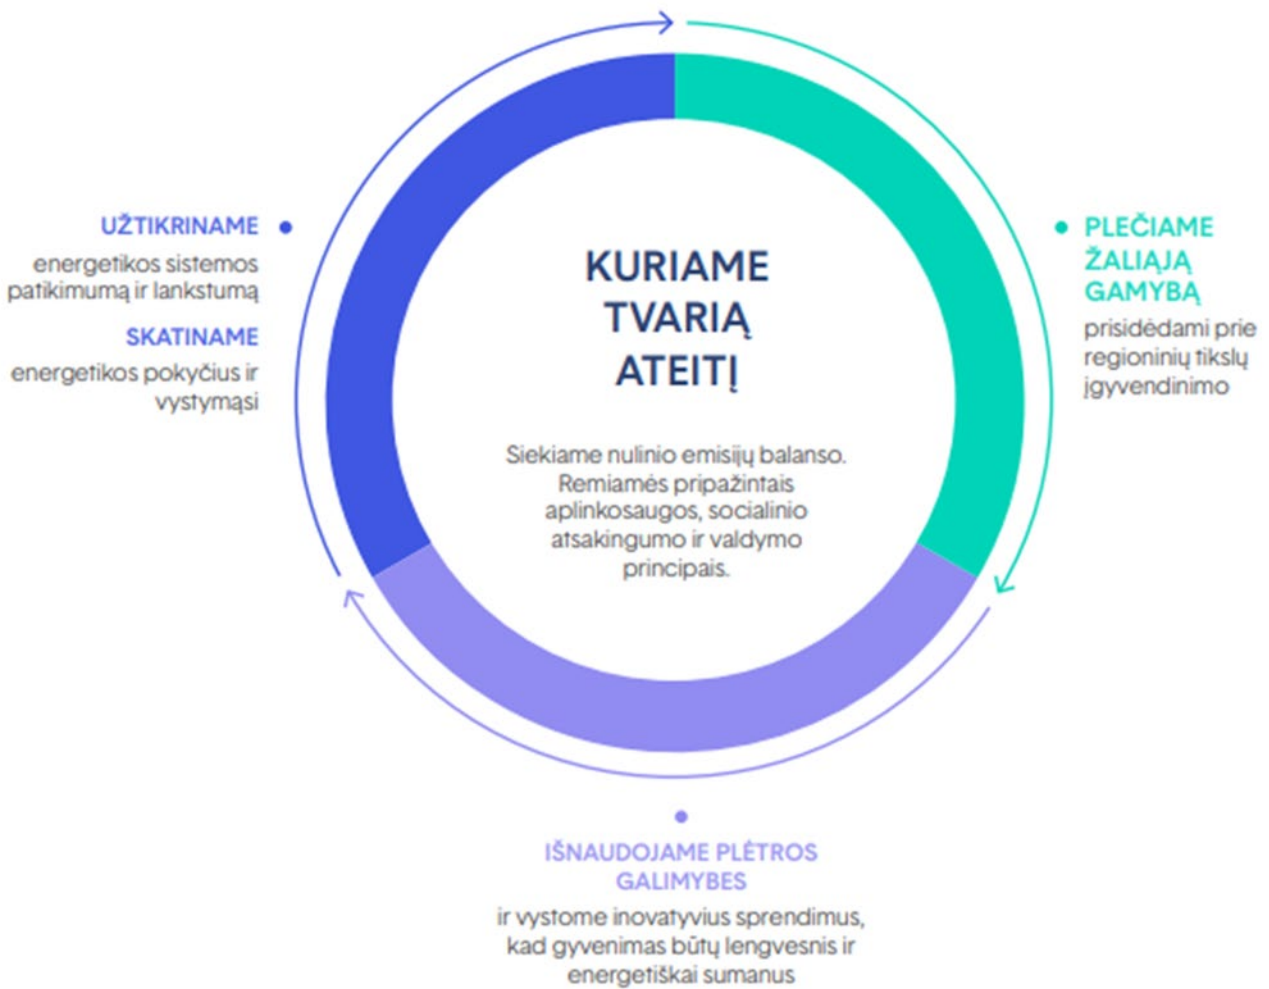 KURIAME
TVARIĄ
ATEITĮ
Siekiame nulinio emisijų balanso.
Remiamės pripažintais
aplinkosaugos, socialinio
atsakingumo ir valdymo
principais.
PLEČIAME
ŽALIĄJĄ
GAMYBĄ
prisidėdami prie
regioninių tikslų
įgyvendinimo
IŠNAUDOJAME PLĖTROS
GALIMYBES
ir vystome inovatyvius sprendimus,
kad gyvenimas būtų lengvesnis ir
energetiškai sumanus
UŽTIKRINAME
energetikos sistemos
patikimumą ir lankstumą
SKATINAME
energetikos pokyčius ir
vystymąsi